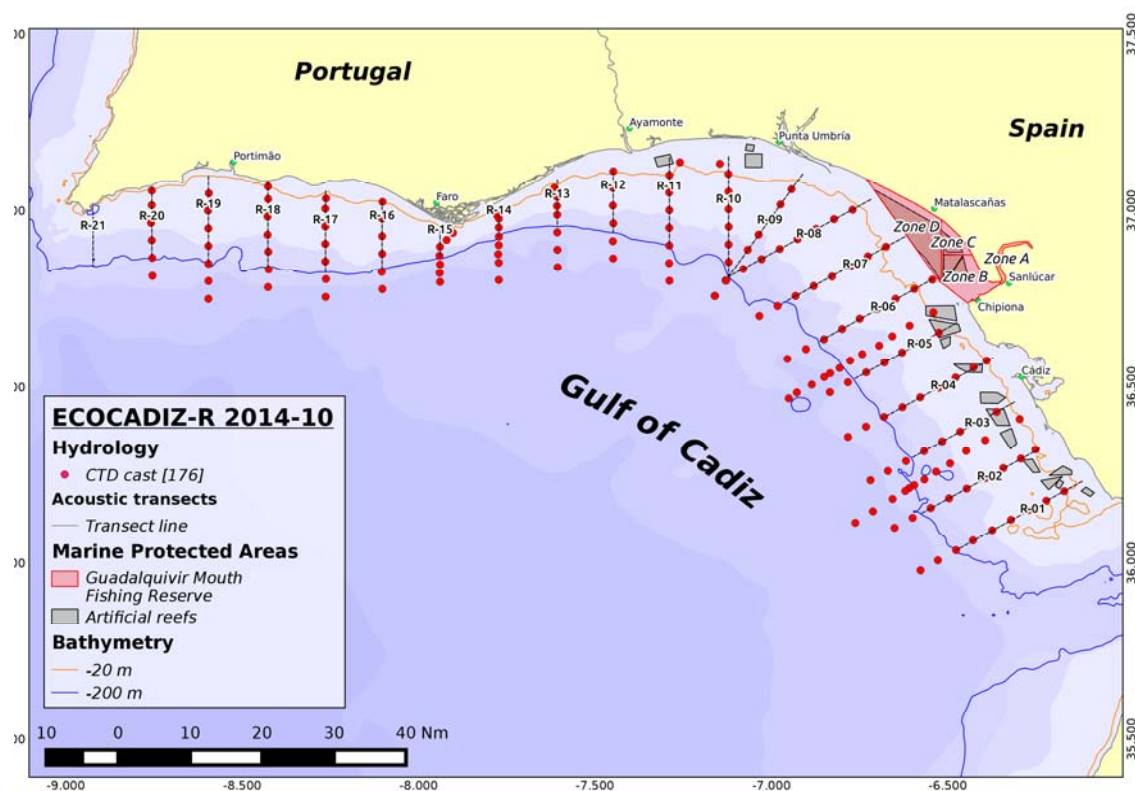 Portugal
Spain
Ayamonte
Punta Umbría
Portimão
Faro
Matalascañas
Sanlúcar
Chipiona
Cádiz
Zone D
Zone C
Zone A
Zone B
R-21
R-20
R-19
R-18
R-17
R-16
R-15
R-14
R-13
R-12
R-11
R-10
R-09
R-08
R-07
R-06
R-05
R-04
R-03
R-02
R-01
Gulf of Cadiz
ECOCADIZ-R 2014-10
Hydrology
CTD cast [176]
Acoustic transects
Transect line
Marine Protected Areas
Guadalquivir Mouth
Fishing Reserve
Artificial reefs
Bathymetry
-20 m
-200 m
10 0 10 20 30 40 Nm
37.500
37.000
36.500
36.000
35.500
-9.000 -8.500 -8.000 -7.500 -7.000 -6.500